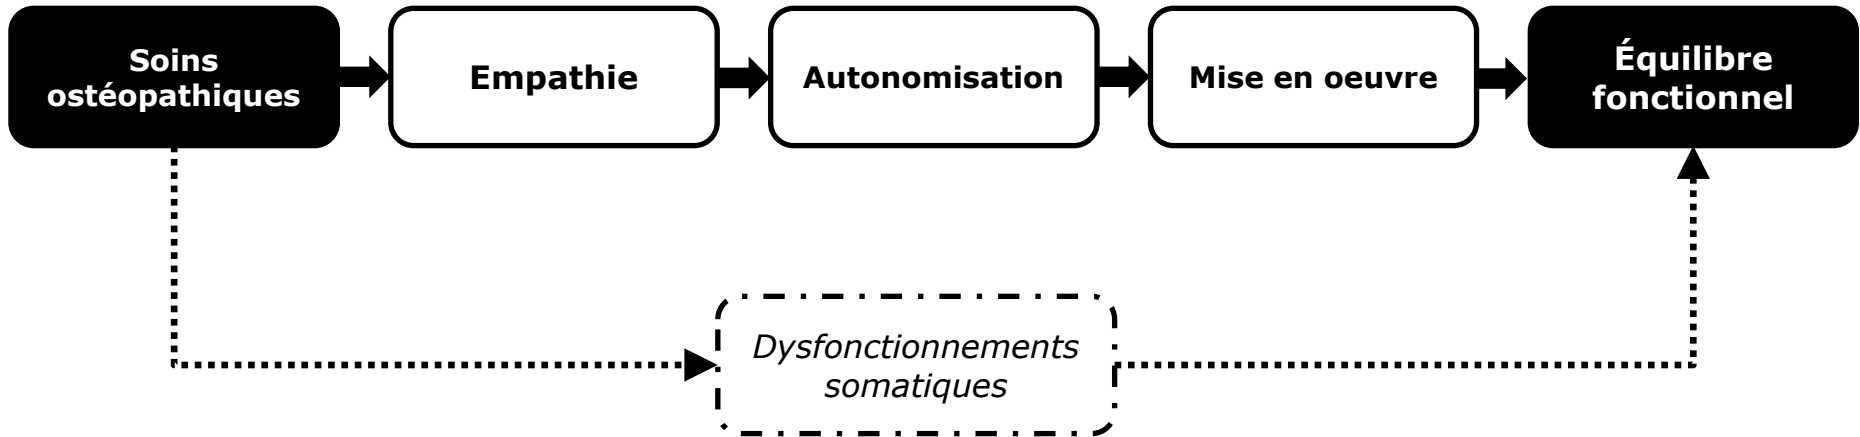 Soins
ostéopathiques
Empathie
Autonomisation
Mise en oeuvre
Équilibre
fonctionnel
Dysfonctionnements
somatiques